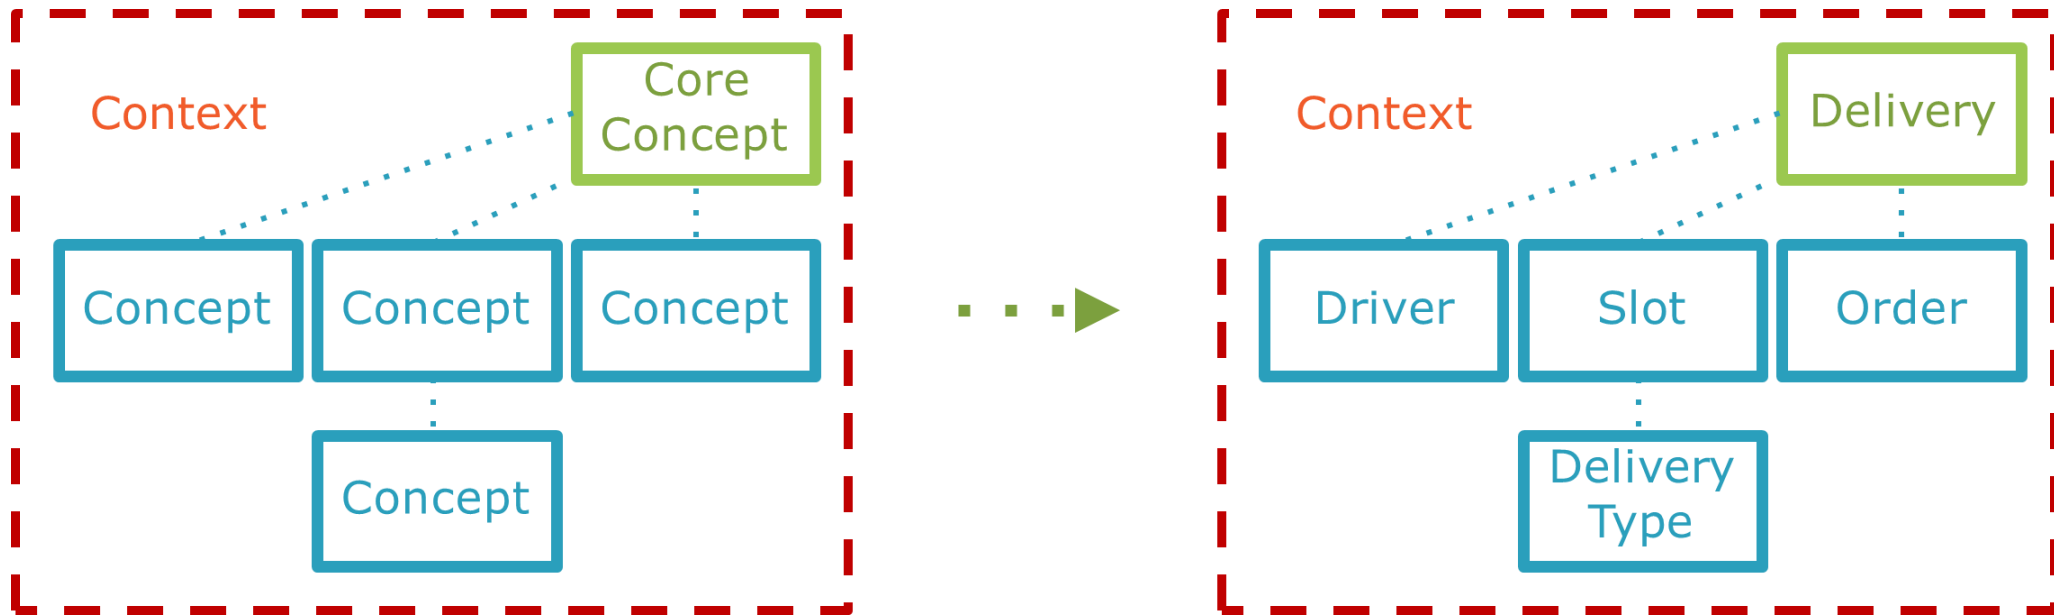 Context
Core
Concept
Concept
Concept
Concept
Concept
Context
Delivery
Driver
Slot
Order
Delivery
Type